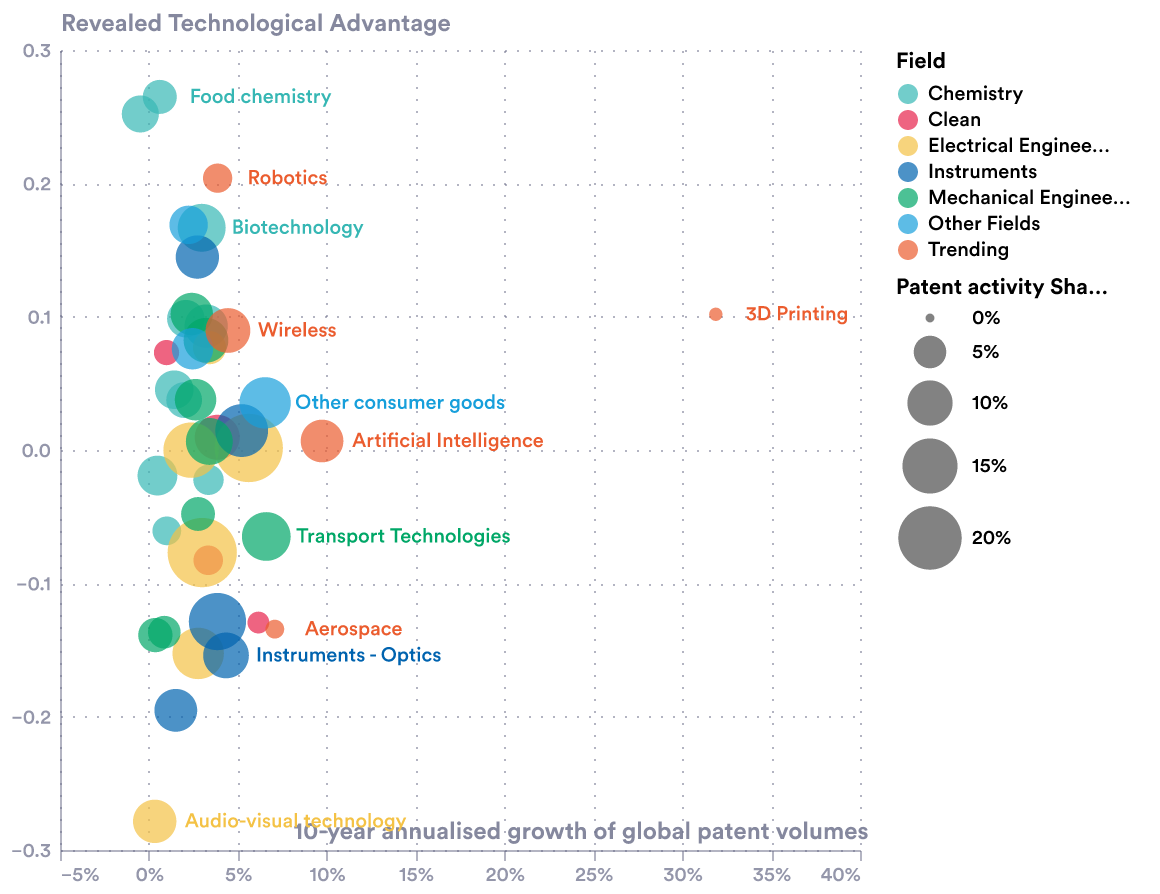 Revealed Technological Advantage
0.3
0.2
0.1
0.0
−0.1
−0.2
−0.3
Food chemistry
Robotics
Biotechnology
3D Printing
Wireless
Other consumer goods
Artificial Intelligence
Transport Technologies
Aerospace
Instruments - Optics
Audio-visual technology
10-year annualised growth of global patent volumes
−5%
0%
5%
10%
15%
20%
25%
30%
35%
40%
Field
Chemistry
Clean
Electrical Enginee...
Instruments
Mechanical Enginee...
Other Fields
Trending
Patent activity Sha...
0%
5%
10%
15%
20%